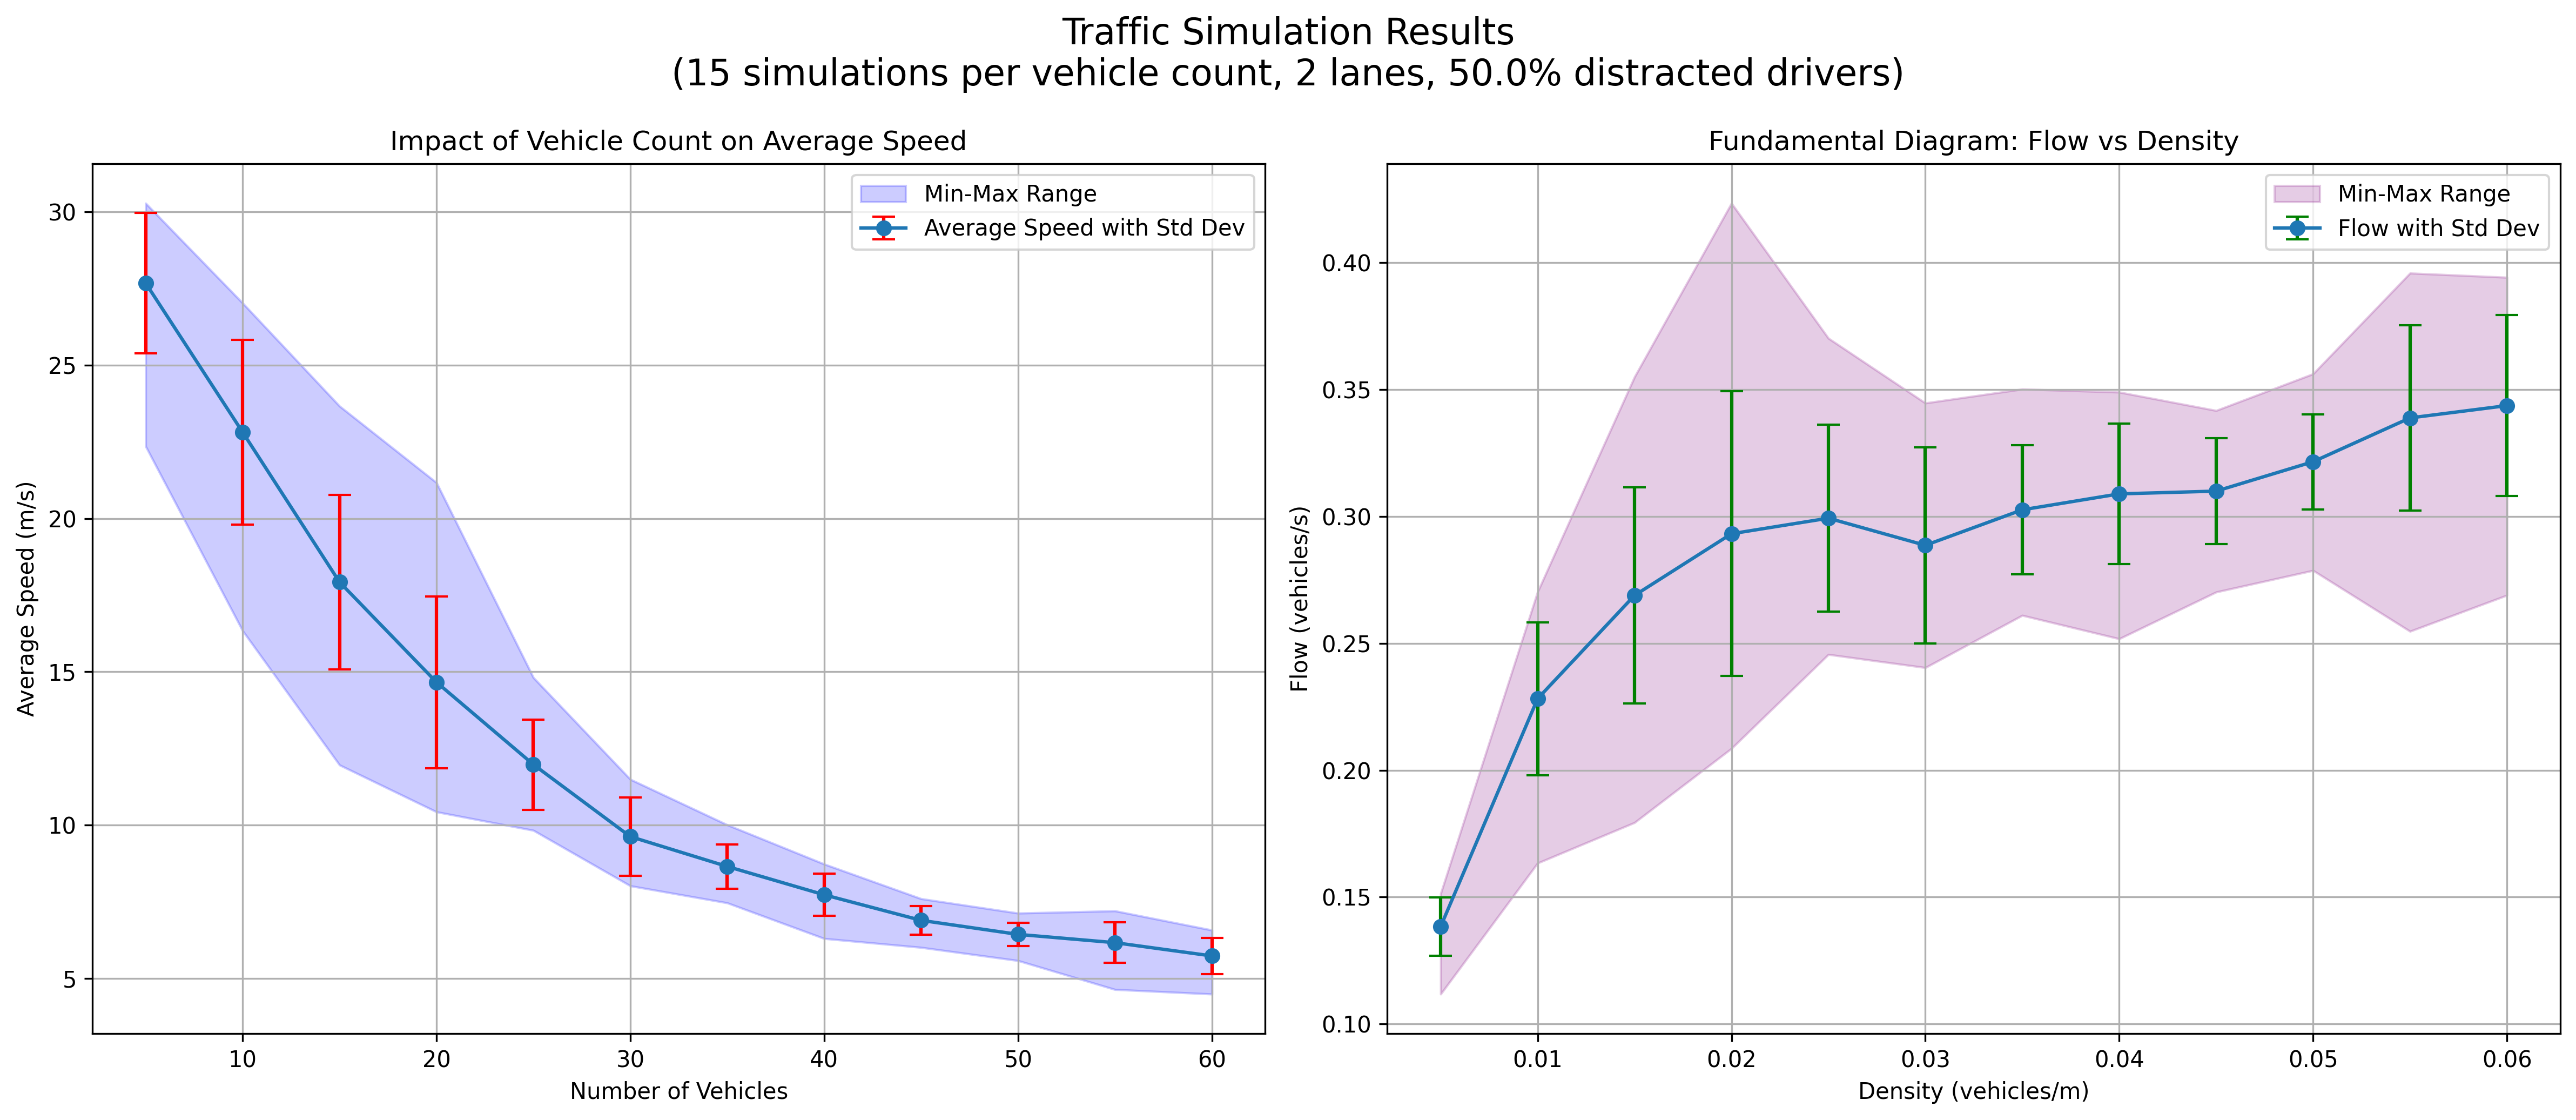 Traffic Simulation Results
(15 simulations per vehicle count, 2 lanes, 50.0% distracted drivers)
Impact of Vehicle Count on Average Speed
Min-Max Range
Average Speed with Std Dev
Average Speed (m/s)
30
25
20
15
10
5
10
20
30
40
50
60
Number of Vehicles
Fundamental Diagram: Flow vs Density
Min-Max Range
Flow with Std Dev
Flow (vehicles/s)
0.40
0.35
0.30
0.25
0.20
0.15
0.10
0.01
0.02
0.03
0.04
0.05
0.06
Density (vehicles/m)